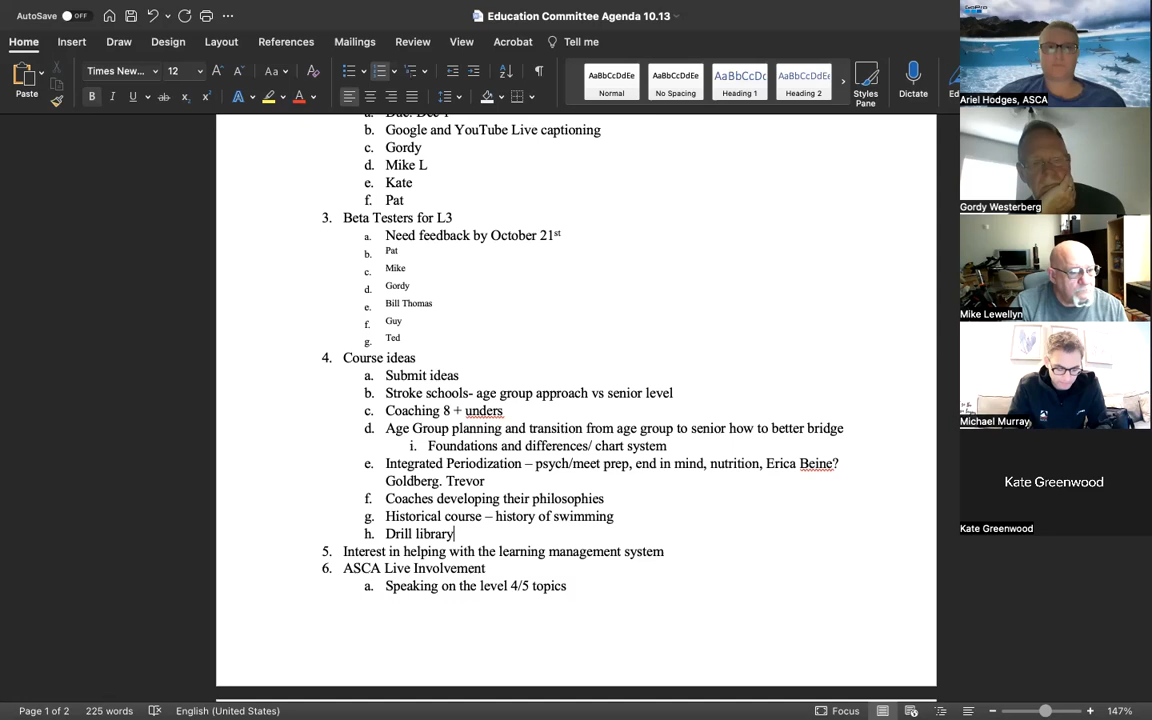 AutoSave OFF
Education Committee Agenda 10.13
Home Insert Draw Design Layout References Mailings Review View Acrobat Tell me
Paste
Times New... 12
Aa
B I U ab x₂ x²
A A
AaBbCcDdEe AaBbCcDdEe AaBbCcDc AaBbCcDdEe
Normal No Spacing Heading 1 Heading 2
Styles Pane
Dictate
b. Google and YouTube Live captioning
c. Gordy
d. Mike L
e. Kate
f. Pat
3. Beta Testers for L3
a. Need feedback by October 21st
b. Pat
c. Mike
d. Gordy
e. Bill Thomas
f. Guy
g. Ted
4. Course ideas
a. Submit ideas
b. Stroke schools- age group approach vs senior level
c. Coaching 8 + unders
d. Age Group planning and transition from age group to senior how to better bridge
i. Foundations and differences/ chart system
e. Integrated Periodization – psych/meet prep, end in mind, nutrition, Erica Beine?
Goldberg. Trevor
f. Coaches developing their philosophies
g. Historical course – history of swimming
h. Drill library
5. Interest in helping with the learning management system
6. ASCA Live Involvement
a. Speaking on the level 4/5 topics
Page 1 of 2 225 words English (United States) Focus 147%
GoPro
Ariel Hodges, ASCA
Gordy Westerberg
Mike Lewellyn
Michael Murray
Kate Greenwood
Kate Greenwood